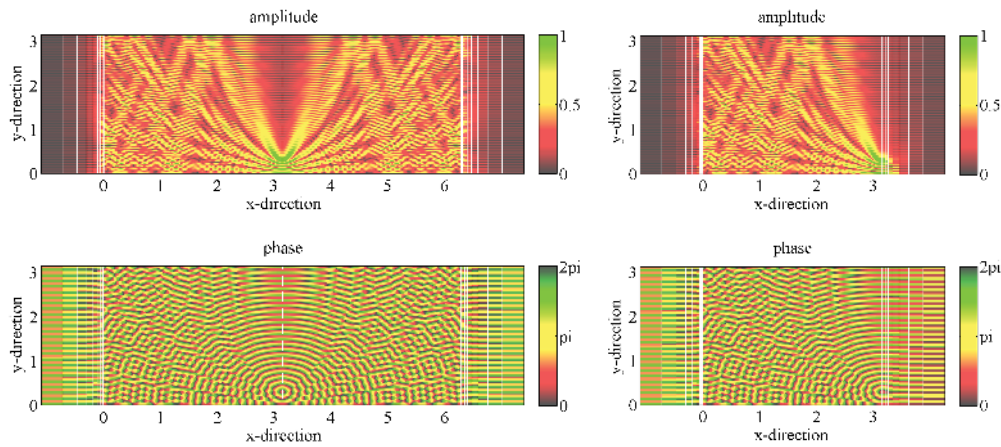 amplitude
amplitude
y-direction
3
2
1
0
0 1 2 3 4 5 6
x-direction
1
0.5
0
y-direction
3
2
1
0
0 1 2 3
x-direction
1
0.5
0
phase
phase
y-direction
3
2
1
0
0 1 2 3 4 5 6
x-direction
2pi
pi
0
y-direction
3
2
1
0
0 1 2 3
x-direction
2pi
pi
0